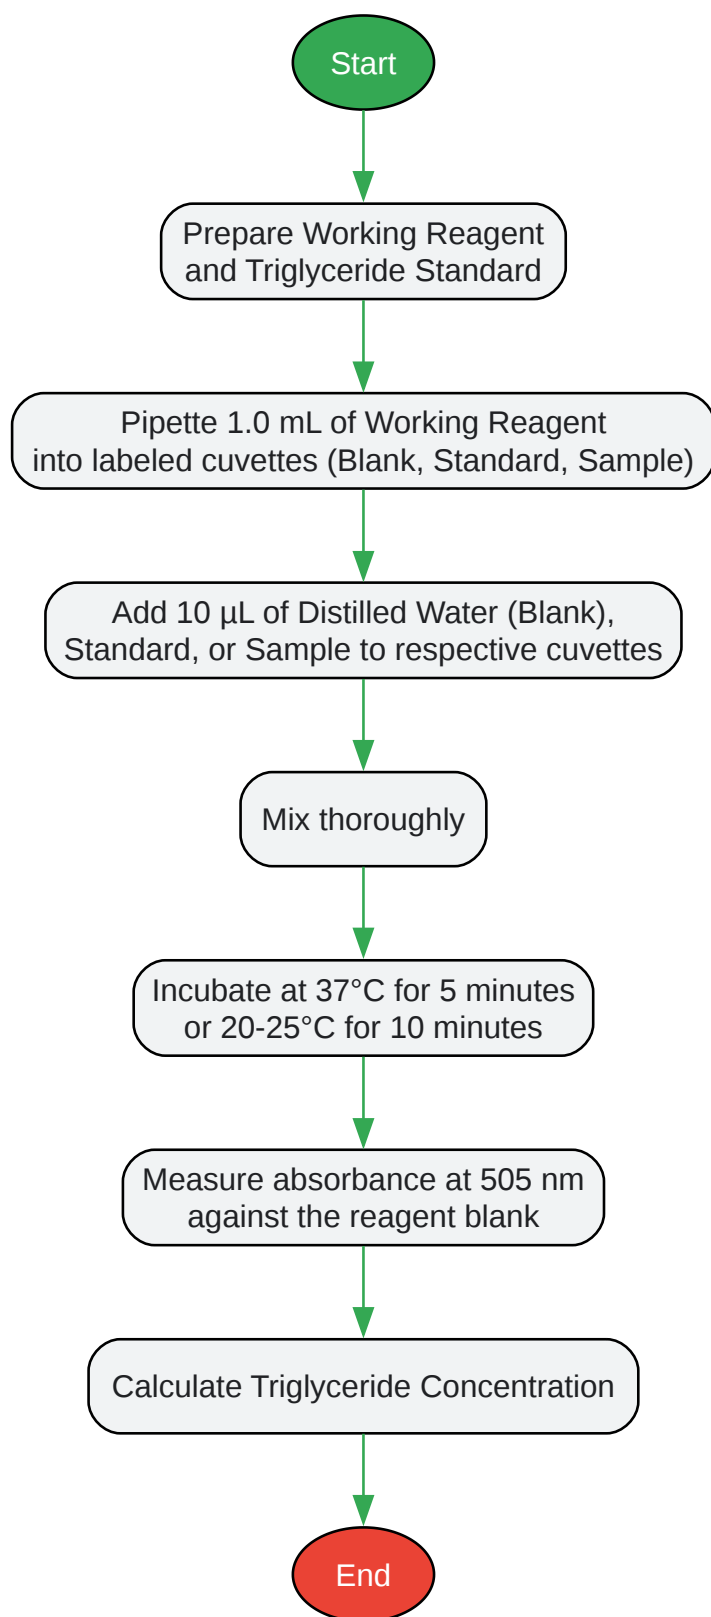 Start
Prepare Working Reagent
and Triglyceride Standard
Pipette 1.0 mL of Working Reagent
into labeled cuvettes (Blank, Standard, Sample)
Add 10 µL of Distilled Water (Blank),
Standard, or Sample to respective cuvettes
Mix thoroughly
Incubate at 37°C for 5 minutes
or 20-25°C for 10 minutes
Measure absorbance at 505 nm
against the reagent blank
Calculate Triglyceride Concentration
End